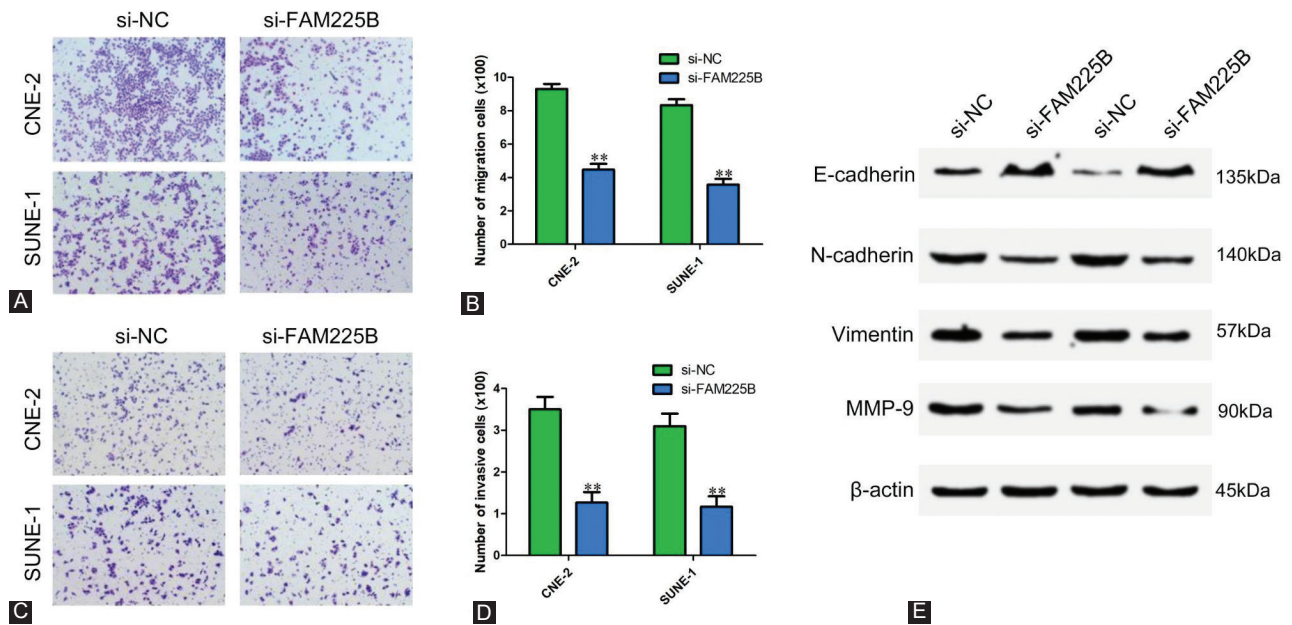 si-NC si-FAM225B
CNE-2
SUNE-1
A
si-NC
si-FAM225B
Number of migration cells (x100)
10
8
6
4
2
0
**
**
CNE-2
SUNE-1
B
si-NC si-FAM225B
CNE-2
SUNE-1
C
si-NC
si-FAM225B
Number of invasive cells (x100)
4
3
2
1
0
**
**
CNE-2
SUNE-1
D
si-NC si-FAM225B si-NC si-FAM225B
E-cadherin 135kDa
N-cadherin 140kDa
Vimentin 57kDa
MMP-9 90kDa
β-actin 45kDa
E